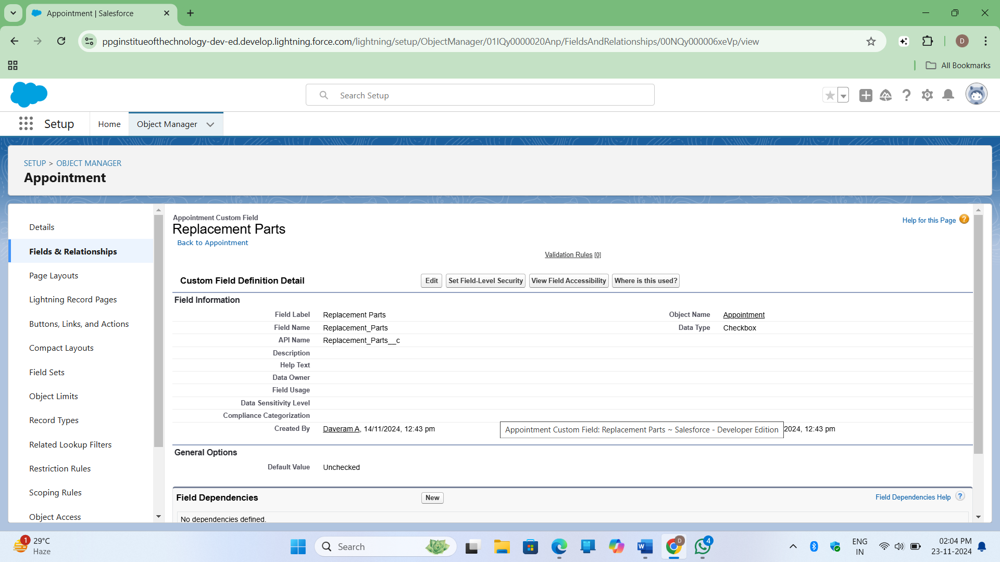 Appointment | Salesforce
ppginstitueofthechnology-dev-ed.develop.lightning.force.com/lightning/setup/ObjectManager/01IQy0000020Anp/FieldsAndRelationships/00NQy000006xeVp/view
D
All Bookmarks
Search Setup
Setup
Home
Object Manager
SETUP > OBJECT MANAGER
Appointment
Details
Fields & Relationships
Page Layouts
Lightning Record Pages
Buttons, Links, and Actions
Compact Layouts
Field Sets
Object Limits
Record Types
Related Lookup Filters
Restriction Rules
Scoping Rules
Object Access
Appointment Custom Field
Replacement Parts
Back to Appointment
Help for this Page ?
Validation Rules [0]
Custom Field Definition Detail
Edit
Set Field-Level Security
View Field Accessibility
Where is this used?
Field Information
Field Label Replacement Parts Object Name Appointment
Field Name Replacement_Parts Data Type Checkbox
API Name Replacement_Parts__c
Description
Help Text
Data Owner
Field Usage
Data Sensitivity Level
Compliance Categorization
Created By Daveram A, 14/11/2024, 12:43 pm 2024, 12:43 pm
Appointment Custom Field: Replacement Parts ~ Salesforce - Developer Edition
General Options
Default Value Unchecked
Field Dependencies New Field Dependencies Help ?
No dependencies defined.
1
29°C
Haze
Search
W
D
4
ENG
IN
02:04 PM
23-11-2024